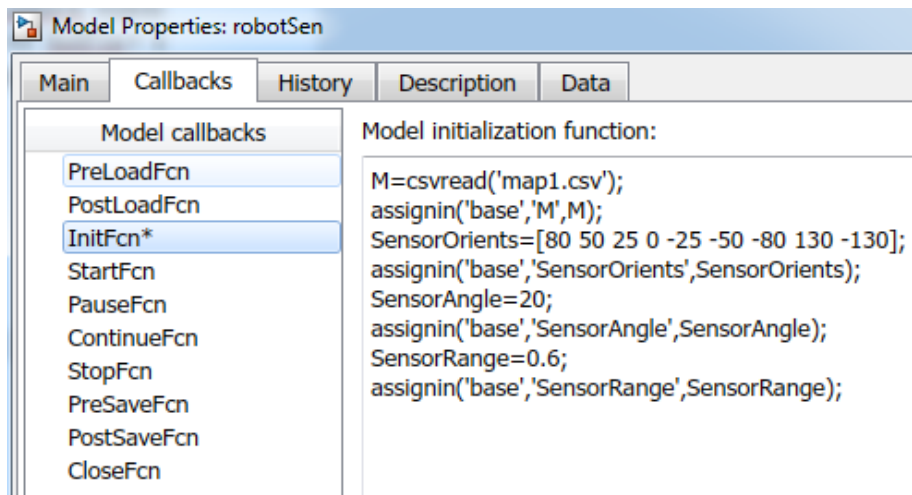 Model Properties: robotSen
Main Callbacks History Description Data
Model callbacks
PreLoadFcn
PostLoadFcn
InitFcn*
StartFcn
PauseFcn
ContinueFcn
StopFcn
PreSaveFcn
PostSaveFcn
CloseFcn
Model initialization function:
M=csvread('map1.csv');
assignin('base','M',M);
SensorOrients=[80 50 25 0 -25 -50 -80 130 -130];
assignin('base','SensorOrients',SensorOrients);
SensorAngle=20;
assignin('base','SensorAngle',SensorAngle);
SensorRange=0.6;
assignin('base','SensorRange',SensorRange);